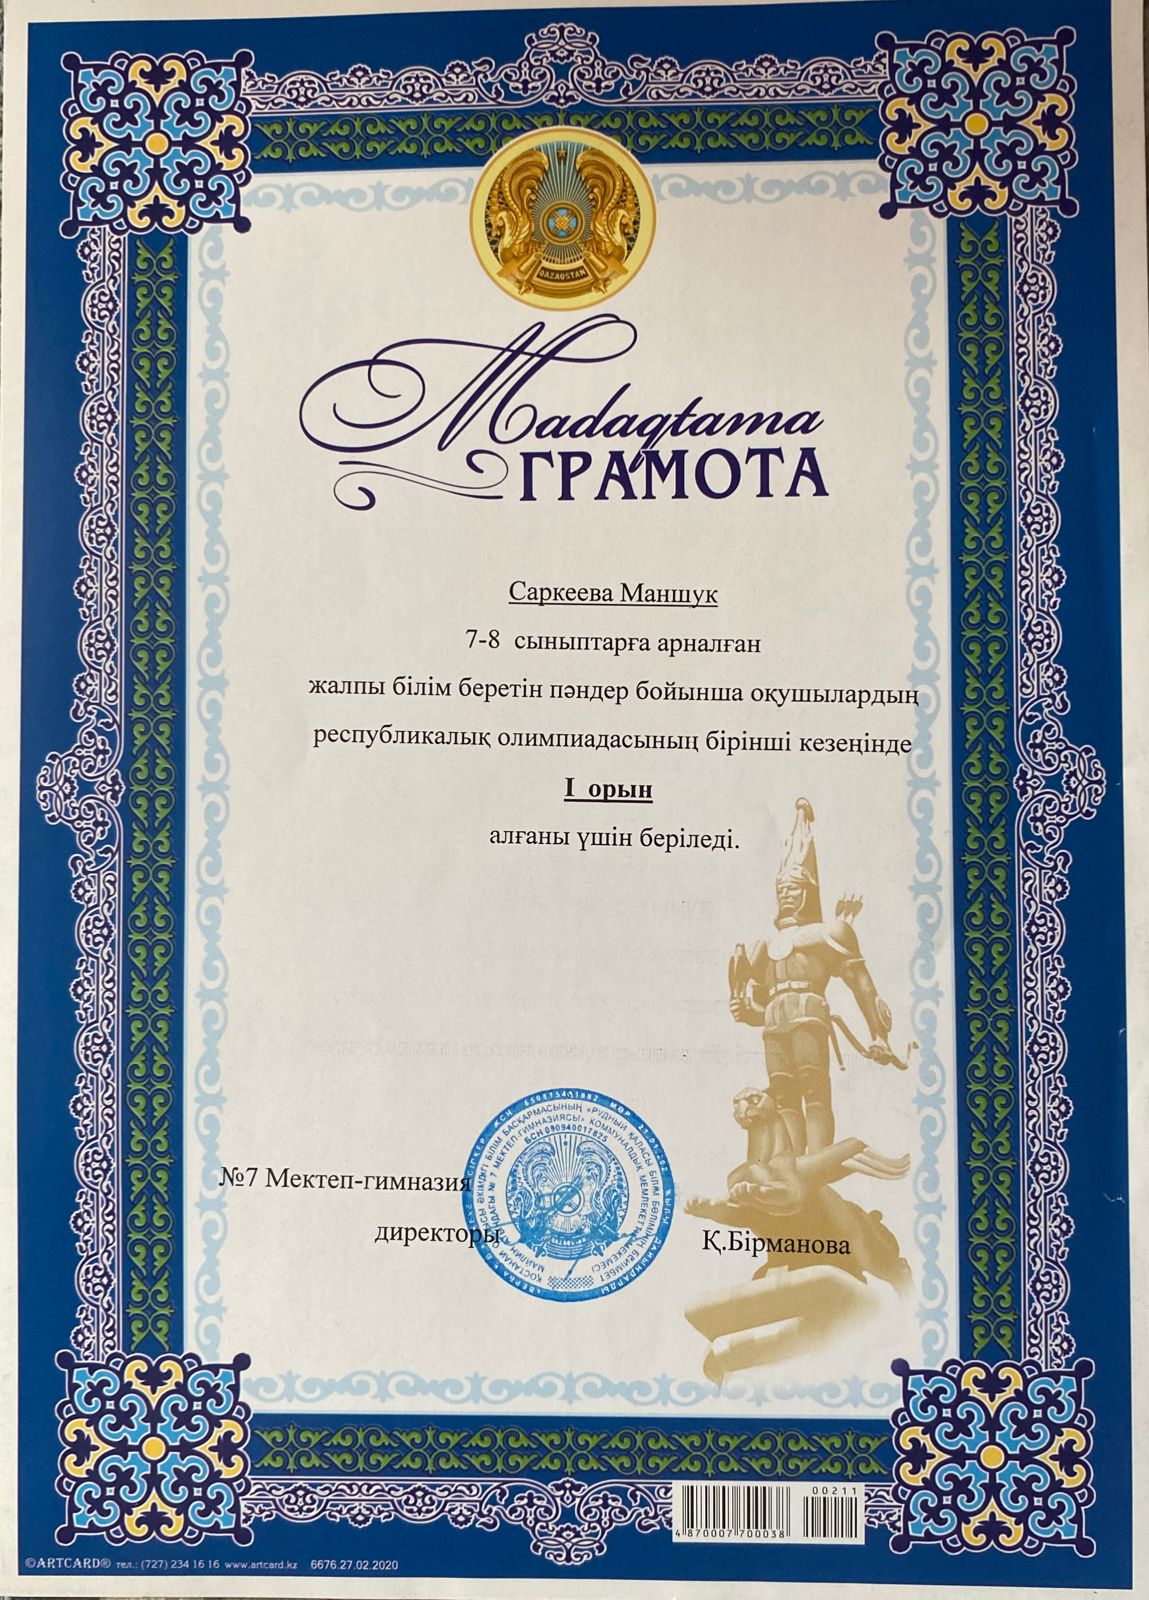 QAZAQSTAN
Madaqtama
ГРАМОТА
Саркеева Маншук
7-8 сыныптарға арналған
жалпы білім беретін пәндер бойынша оқушылардың
республикалық олимпиадасының бірінші кезеңінде
I орын
алғаны үшін беріледі.
№7 Мектеп-гимназия
директоры
Қ.Бірманова
БСН 090940017825
00211
4 870007 700038
©ARTCARD® тел.: (727) 234 16 16 www.artcard.kz 6676.27.02.2020